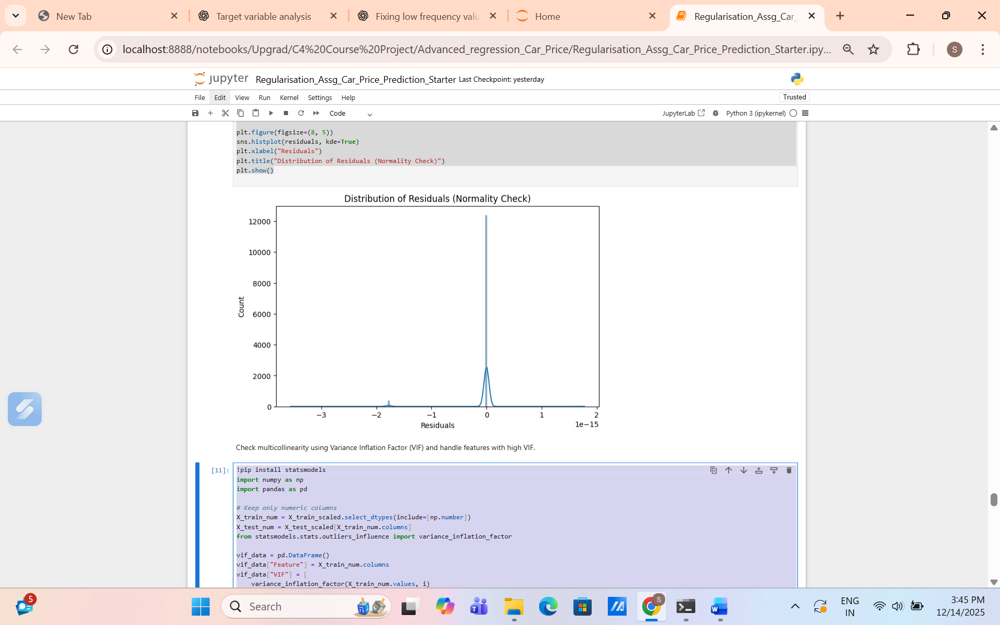 New Tab
Target variable analysis
Fixing low frequency valu
Home
Regularisation_Assg_Car_
localhost:8888/notebooks/Upgrad/C4%20Course%20Project/Advanced_regression_Car_Price/Regularisation_Assg_Car_Price_Prediction_Starter.ipy...
S
jupyter Regularisation_Assg_Car_Price_Prediction_Starter Last Checkpoint: yesterday
File Edit View Run Kernel Settings Help Trusted
Code JupyterLab Python 3 (ipykernel)
plt.figure(figsize=(8, 5))
sns.histplot(residuals, kde=True)
plt.xlabel("Residuals")
plt.title("Distribution of Residuals (Normality Check)")
plt.show()
Distribution of Residuals (Normality Check)
12000
10000
8000
6000
4000
2000
0
Count
−3 −2 −1 0 1 2
Residuals
1e−15
Check multicollinearity using Variance Inflation Factor (VIF) and handle features with high VIF.
[11]:
!pip install statsmodels
import numpy as np
import pandas as pd
# Keep only numeric columns
X_train_num = X_train_scaled.select_dtypes(include=[np.number])
X_test_num = X_test_scaled[X_train_num.columns]
from statsmodels.stats.outliers_influence import variance_inflation_factor
vif_data = pd.DataFrame()
vif_data["Feature"] = X_train_num.columns
vif_data["VIF"] = [
variance_inflation_factor(X_train_num.values, i)
5
Search
T
S
W
ENG
IN
3:45 PM
12/14/2025